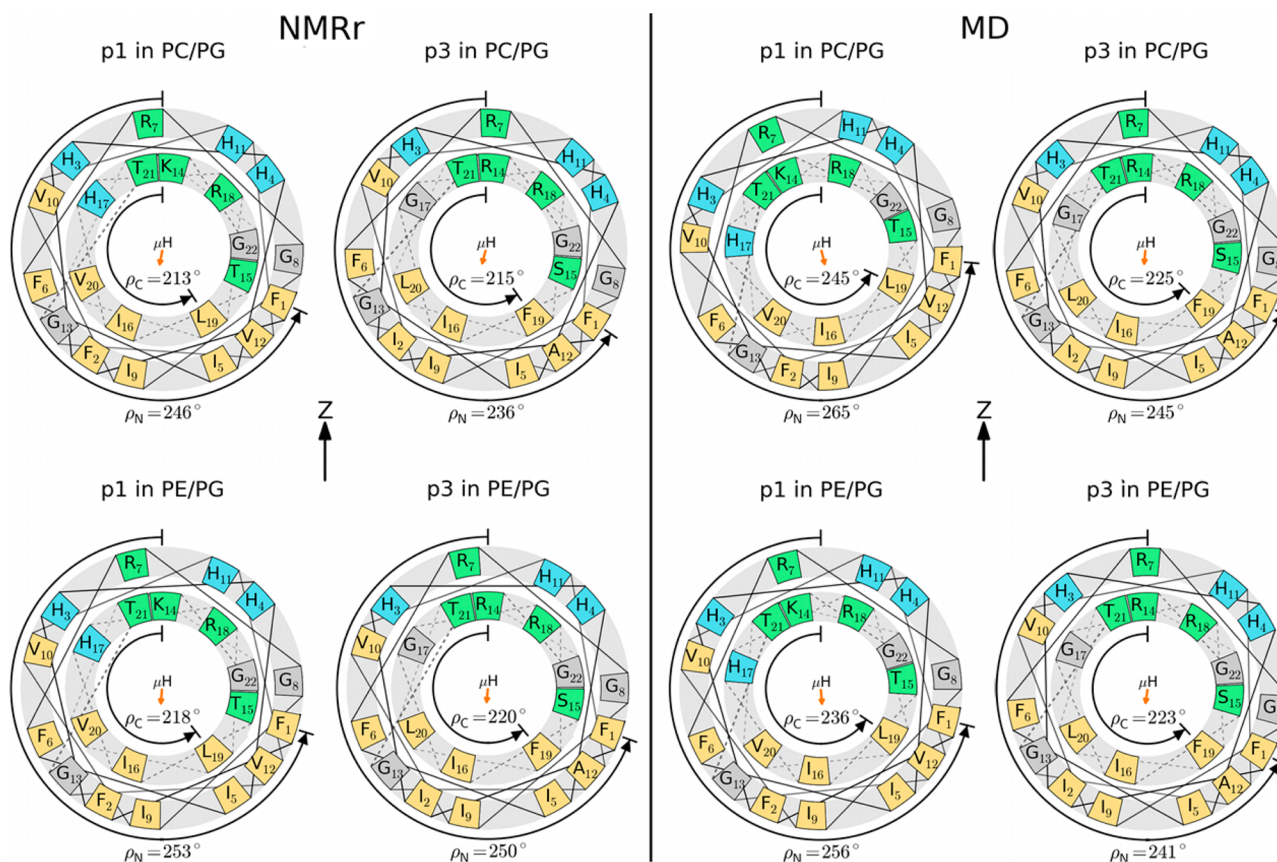 NMRr
MD
p1 in PC/PG
p3 in PC/PG
p1 in PC/PG
p3 in PC/PG
R7 H11 H4 G8 F1 V12 I5 I9 F2 G13 F6 V10 H3
T21 K14 R18 G22 T15 L19 I16 V20 H17
μH
ρC=213°
ρN=246°
R7 H11 H4 G8 F1 A12 I5 I9 I2 G13 F6 V10 H3
T21 R14 R18 G22 S15 F19 I16 L20 G17
μH
ρC=215°
ρN=236°
R7 H11 H4 G8 F1 V12 I5 I9 F2 G13 F6 V10 H3
T21 K14 R18 G22 T15 L19 I16 V20 H17
μH
ρC=245°
ρN=265°
R7 H11 H4 G F1 A12 I5 I9 I2 G13 F6 V10 H3
T21 R14 R18 G22 S15 F19 I16 L20 G17
μH
ρC=225°
ρN=245°
Z
Z
p1 in PE/PG
p3 in PE/PG
p1 in PE/PG
p3 in PE/PG
R7 H11 H4 G8 F1 V12 I5 I9 F2 G13 F6 V10 H3
T21 K14 R18 G22 T15 L19 I16 V20 H17
μH
ρC=218°
ρN=253°
R7 H11 H4 G8 F1 A12 I5 I9 I2 G13 F6 V10 H3
T21 R14 R18 G22 S15 F19 I16 L20 G17
μH
ρC=220°
ρN=250°
R7 H11 H4 G8 F1 V12 I5 I9 F2 G13 F6 V10 H3
T21 K14 R18 G22 T15 L19 I16 V20 H17
μH
ρC=236°
ρN=256°
R7 H11 H4 G F1 A12 I5 I9 I2 G13 F6 V10 H3
T21 R14 R18 G22 S15 F19 I16 L20 G17
μH
ρC=223°
ρN=241°